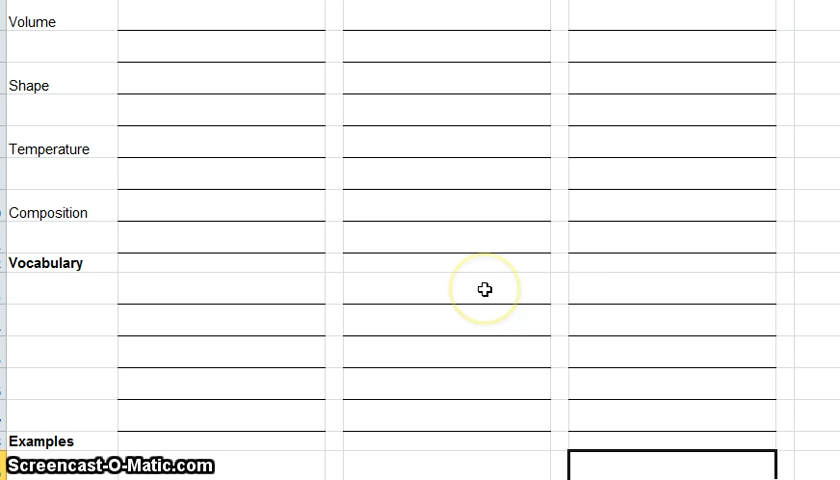 Volume
Shape
Temperature
Composition
Vocabulary
Examples
Screencast-O-Matic.com